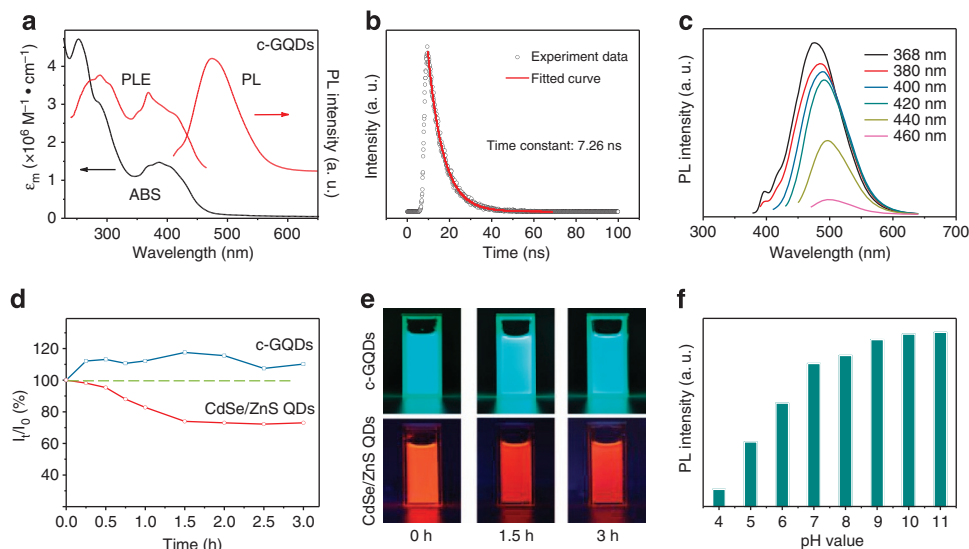 a
c-GQDs
PLE
PL
ABS
εm (×10⁶ M⁻¹ • cm⁻¹)
5
4
3
2
1
0
PL intensity (a. u.)
300 400 500 600
Wavelength (nm)
b
Experiment data
Fitted curve
Time constant: 7.26 ns
Intensity (a. u.)
0 20 40 60 80 100
Time (ns)
c
368 nm
380 nm
400 nm
420 nm
440 nm
460 nm
PL intensity (a. u.)
300 400 500 600 700
Wavelength (nm)
d
c-GQDs
CdSe/ZnS QDs
It/I0 (%)
120
100
80
60
40
20
0
0.0 0.5 1.0 1.5 2.0 2.5 3.0
Time (h)
e
c-GQDs
CdSe/ZnS QDs
0 h 1.5 h 3 h
f
PL intensity (a. u.)
4 5 6 7 8 9 10 11
pH value